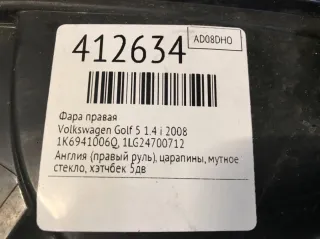 AD08DHO
412634
Фара правая
Volkswagen Golf 5 1.4 i 2008
1K6941006Q, 1LG24700712
Англия (правый руль), царапины, мутное
стекло, хэтчбек 5дв